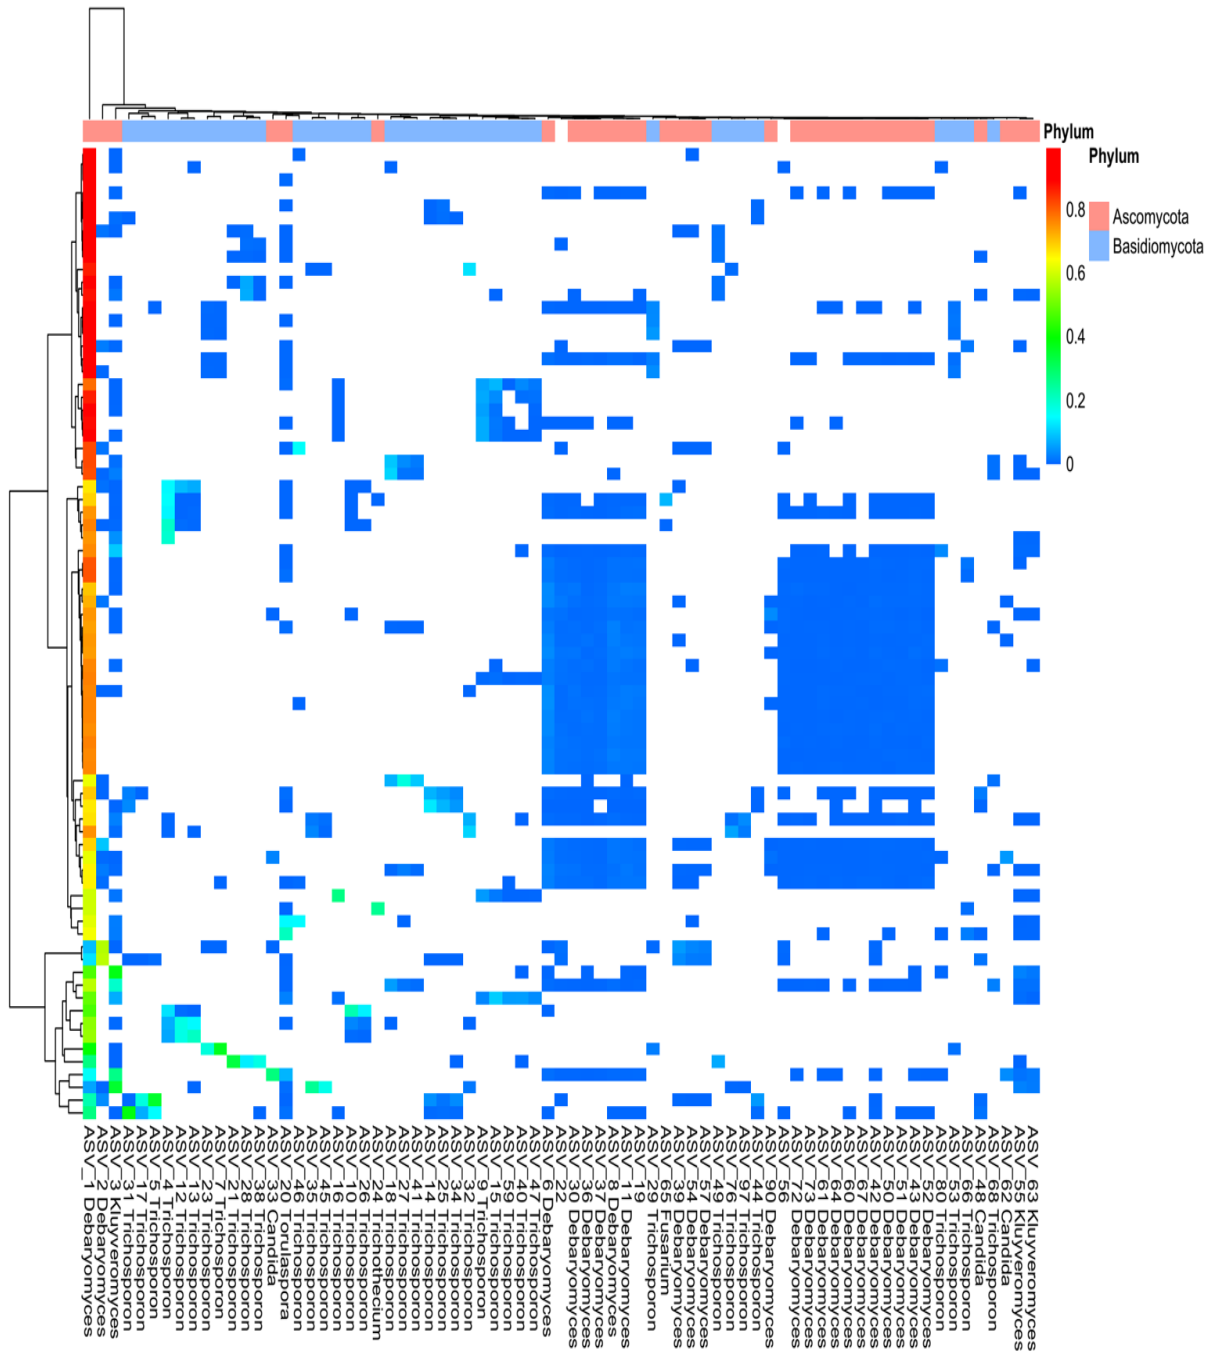 Phylum
Phylum
0.8
0.6
0.4
0.2
0
Ascomycota
Basidiomycota
ASV_1 Debaryomyces
ASV_2 Debaryomyces
ASV_3 Kluyveromyces
ASV_31 Trichosporon
ASV_17 Trichosporon
ASV_5 Trichosporon
ASV_4 Trichosporon
ASV_12 Trichosporon
ASV_13 Trichosporon
ASV_23 Trichosporon
ASV_7 Trichosporon
ASV_21 Trichosporon
ASV_28 Trichosporon
ASV_38 Trichosporon
ASV_33 Candida
ASV_20 Torulaspora
ASV_46 Trichosporon
ASV_35 Trichosporon
ASV_45 Trichosporon
ASV_16 Trichosporon
ASV_10 Trichosporon
ASV_26 Trichosporon
ASV_24 Trichothecium
ASV_18 Trichosporon
ASV_27 Trichosporon
ASV_41 Trichosporon
ASV_14 Trichosporon
ASV_25 Trichosporon
ASV_34 Trichosporon
ASV_32 Trichosporon
ASV_9 Trichosporon
ASV_15 Trichosporon
ASV_59 Trichosporon
ASV_40 Trichosporon
ASV_47 Trichosporon
ASV_6 Debaryomyces
ASV_22
Debaryomyces
ASV_36 Debaryomyces
ASV_37 Debaryomyces
ASV_8 Debaryomyces
ASV_11 Debaryomyces
ASV_19 Debaryomyces
ASV_29 Trichosporon
ASV_65 Fusarium
ASV_39 Debaryomyces
ASV_54 Debaryomyces
ASV_57 Debaryomyces
ASV_49 Trichosporon
ASV_76 Trichosporon
ASV_97 Trichosporon
ASV_44 Trichosporon
Debaryomyces
ASV_56
ASV_72 Debaryomyces
ASV_73 Debaryomyces
ASV_61 Debaryomyces
ASV_64 Debaryomyces
ASV_60 Debaryomyces
ASV_67 Debaryomyces
ASV_42 Debaryomyces
ASV_50 Debaryomyces
ASV_51 Debaryomyces
ASV_43 Debaryomyces
ASV_52 Debaryomyces
ASV_80 Trichosporon
ASV_53 Trichosporon
ASV_96 Trichosporon
ASV_48 Candida
ASV_68 Trichosporon
ASV_62 Candida
ASV_55 Kluyveromyces
ASV_63 Kluyveromyces